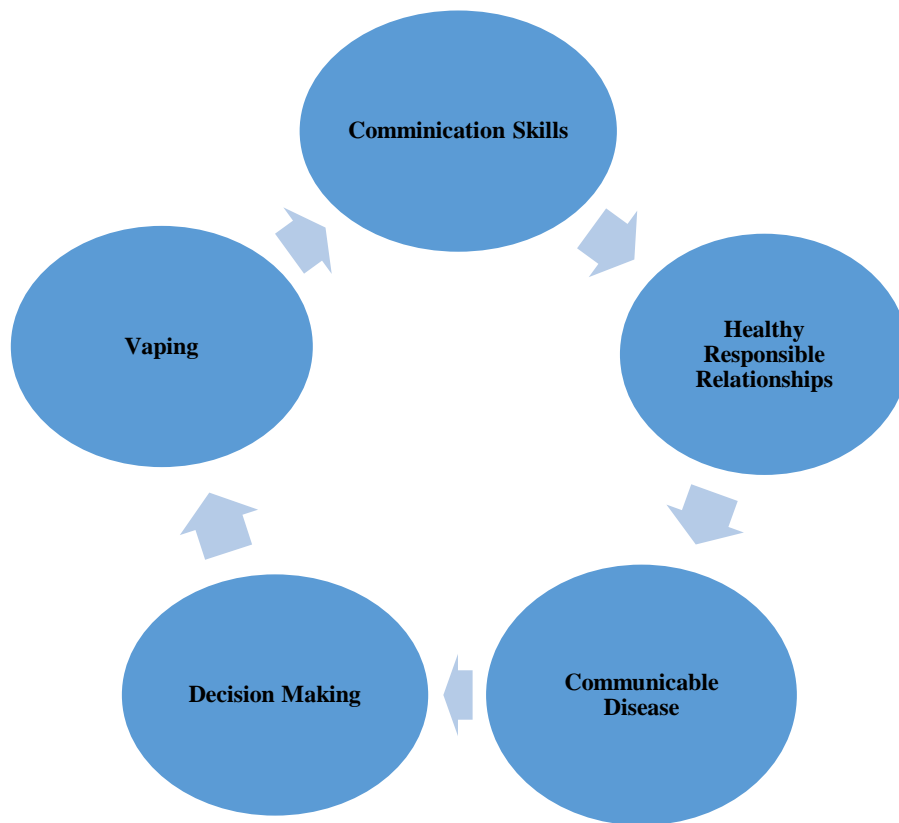 Comminication Skills
Healthy
Responsible
Relationships
Communicable
Disease
Decision Making
Vaping